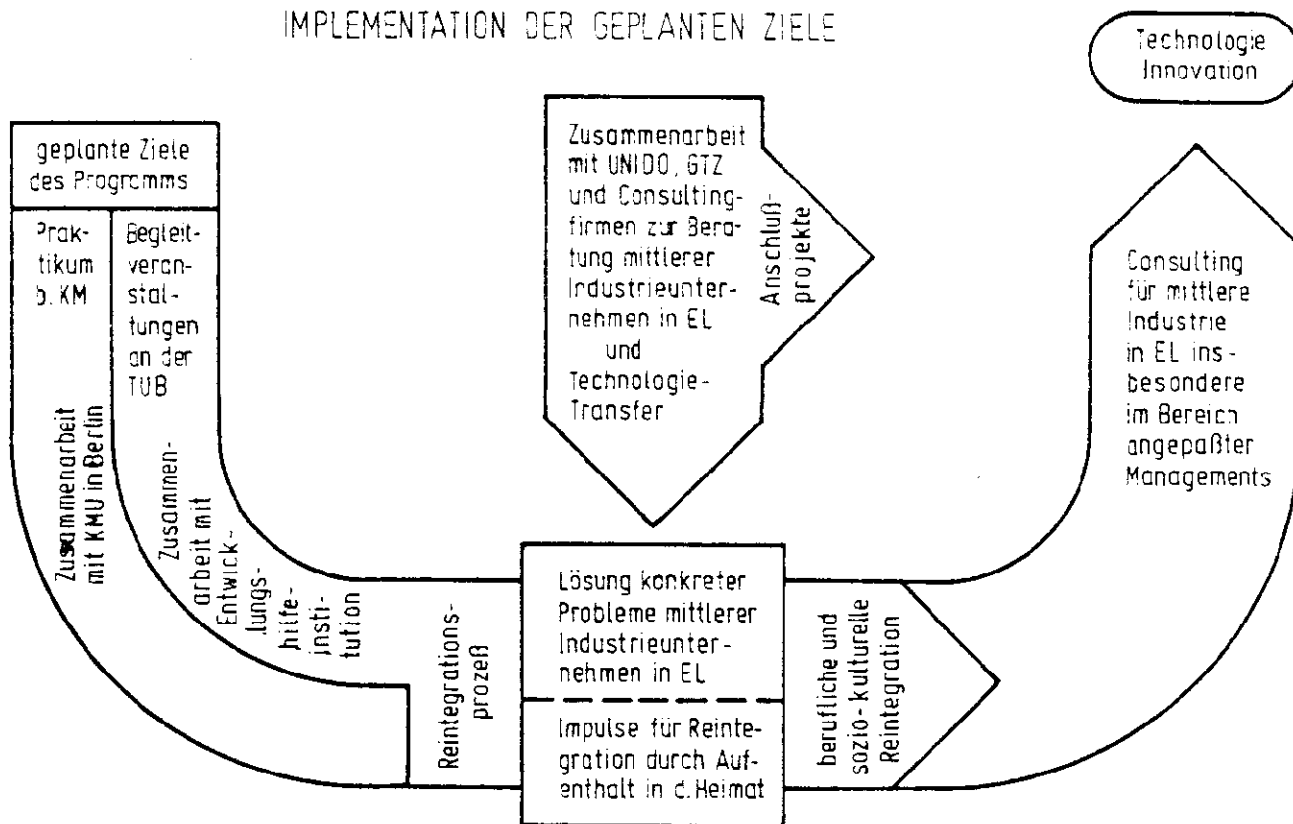 IMPLEMENTATION DER GEPLANTEN ZIELE
Technologie
Innovation
geplante Ziele
des Programms
Prak-
tikum
b. KM
Begleit-
veran-
stal-
tungen
an der
TUB
Zusammenarbeit
mit KMU in Berlin
Zusammen-
arbeit mit
Entwick-
lungs-
hilfe-
insti-
tution
Zusammenarbeit
mit UNIDO, GTZ
und Consulting-
firmen zur Bera-
tung mittlerer
Industrieunter-
nehmen in EL
und
Technologie-
Transfer
Anschluß-
projekte
Reintegrations-
prozeß
Lösung konkreter
Probleme mittlerer
Industrieunter-
nehmen in EL
Impulse für Reinte-
gration durch Auf-
enthalt in d. Heimat
berufliche und
sozio-kulturelle
Reintegration
Consulting
für mittlere
Industrie
in EL ins-
besondere
im Bereich
angepaßter
Managements